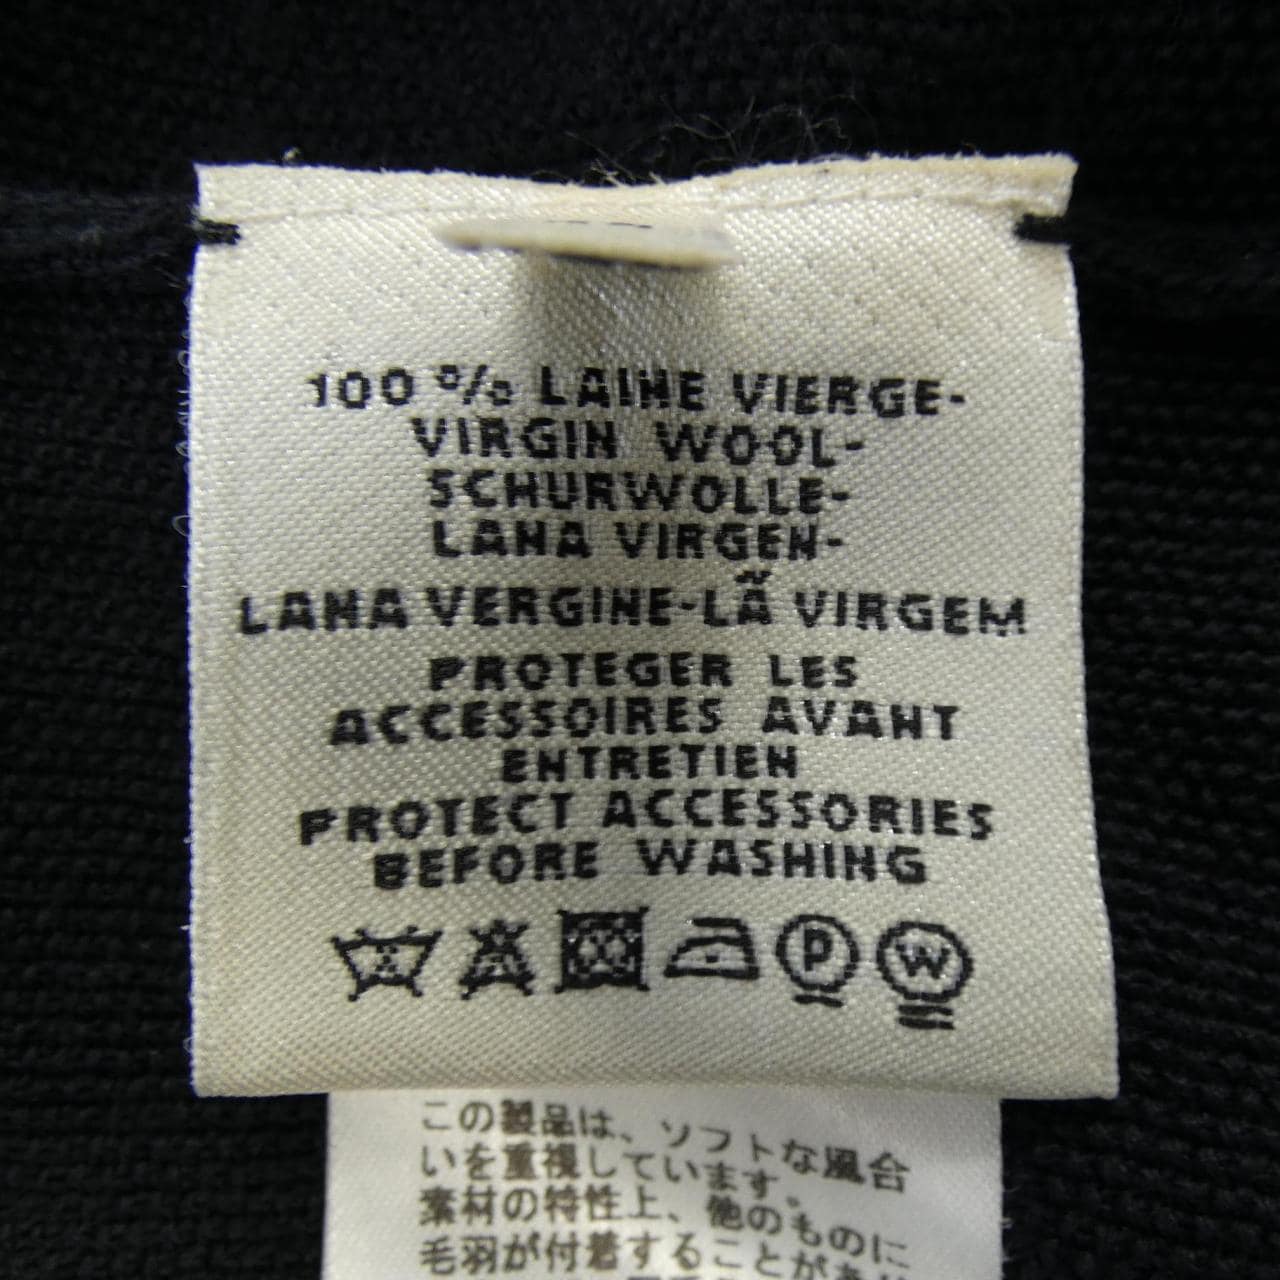 100 % LAINE VIERGE-
VIRGIN WOOL-
SCHURWOLLE-
LANA VIRGEN-
LANA VERGINE-LÃ VIRGEM
PROTEGER LES
ACCESSOIRES AVANT
ENTRETIEN
PROTECT ACCESSORIES
BEFORE WASHING
P W
この製品は、ソフトな風合
いを重視しています。
素材の特性上、他のものに
毛羽が付着することがあり